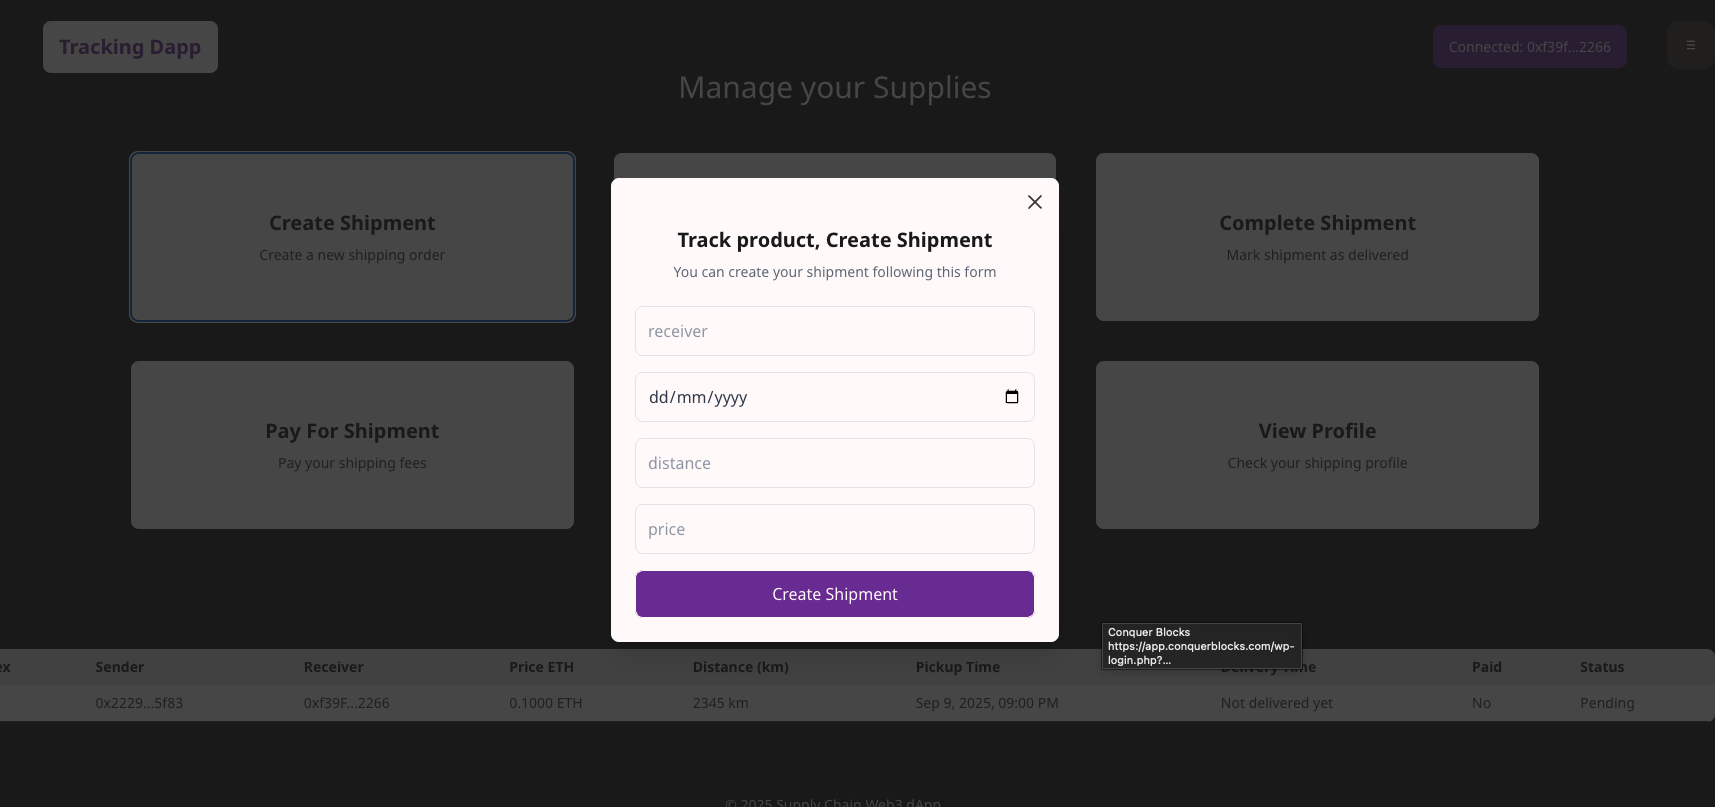 Tracking Dapp
Connected: 0xf39f...2266
Manage your Supplies
Create Shipment
Create a new shipping order
Complete Shipment
Mark shipment as delivered
Track product, Create Shipment
You can create your shipment following this form
receiver
dd/mm/yyyy
distance
price
Create Shipment
Pay For Shipment
Pay your shipping fees
View Profile
Check your shipping profile
Conquer Blocks
https://app.conquerblocks.com/wp-
login.php?...
ex Sender Receiver Price ETH Distance (km) Pickup Time Delivery Time Paid Status
0x2229...5f83 0xf39F...2266 0.1000 ETH 2345 km Sep 9, 2025, 09:00 PM Not delivered yet No Pending
© 2025 Supply Chain Web3 dApp